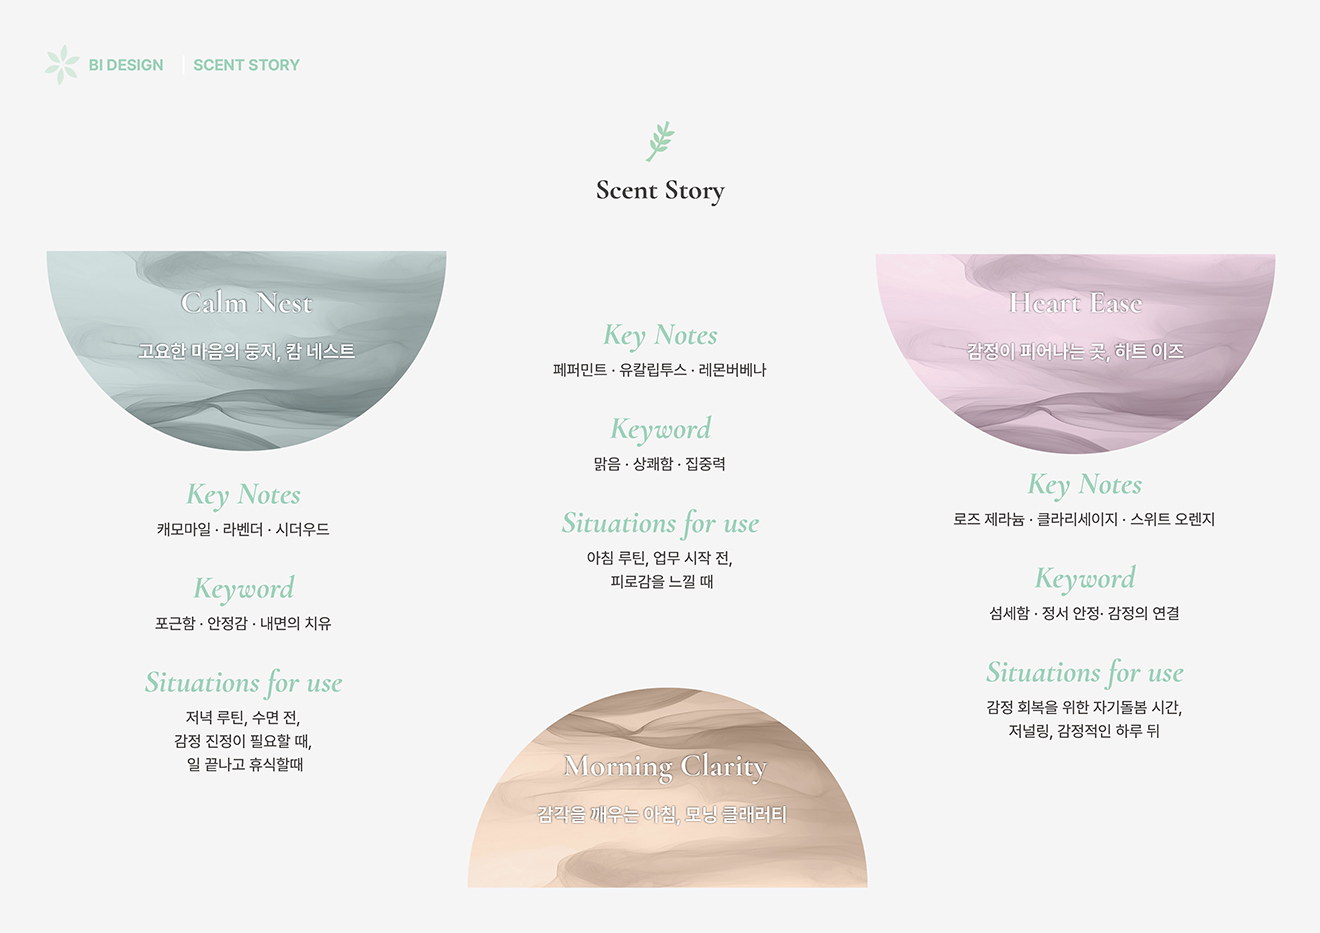 BI DESIGN
SCENT STORY
Scent Story
Calm Nest
고요한 마음의 둥지, 캄 네스트
Key Notes
캐모마일 · 라벤더 · 시더우드
Keyword
포근함 · 안정감 · 내면의 치유
Situations for use
저녁 루틴, 수면 전,
감정 진정이 필요할 때,
일 끝나고 휴식할때
Key Notes
페퍼민트 · 유칼립투스 · 레몬버베나
Keyword
맑음 · 상쾌함 · 집중력
Situations for use
아침 루틴, 업무 시작 전,
피로감을 느낄 때
Morning Clarity
감각을 깨우는 아침, 모닝 클래러티
Heart Ease
감정이 피어나는 곳, 하트 이즈
Key Notes
로즈 제라늄 · 클라리세이지 · 스위트 오렌지
Keyword
섬세함 · 정서 안정· 감정의 연결
Situations for use
감정 회복을 위한 자기돌봄 시간,
저널링, 감정적인 하루 뒤